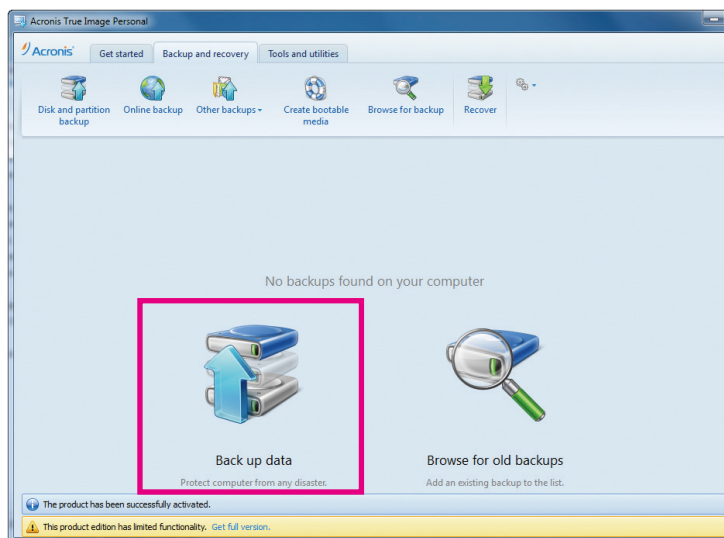 Acronis True Image Personal
Acronis
Get started
Backup and recovery
Tools and utilities
Disk and partition backup
Online backup
Other backups
Create bootable media
Browse for backup
Recover
No backups found on your computer
Back up data
Protect computer from any disaster.
Browse for old backups
Add an existing backup to the list.
The product has been successfully activated.
This product edition has limited functionality. Get full version.